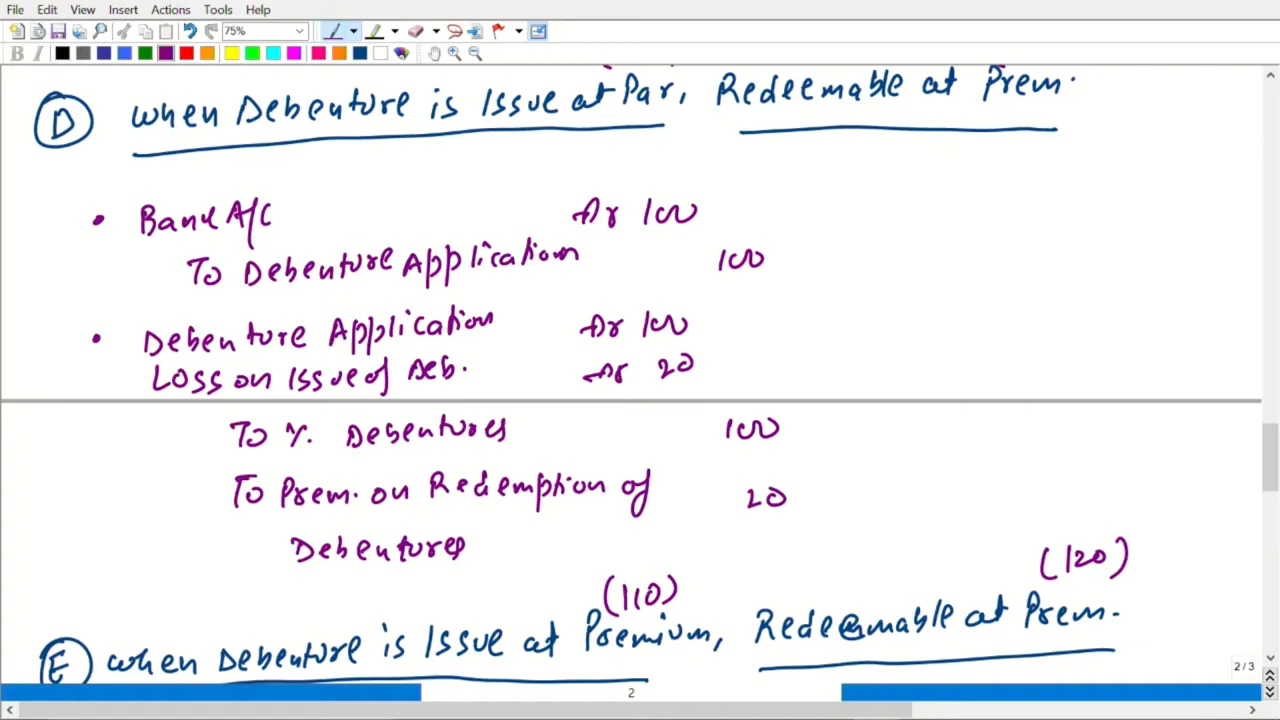 File Edit View Insert Actions Tools Help
75%
B I
D When Debenture is Issue at Par, Redeemable at Prem.
• Bank A/C Dr 100
To Debenture Application 100
• Debenture Application Dr 100
Loss on Issue of Deb. Dr 20
To %. Debentures 100
To Prem. on Redemption of 20
Debentures
(110) (120)
E when Debenture is Issue at Premium, Redeemable at Prem.
2/3
2